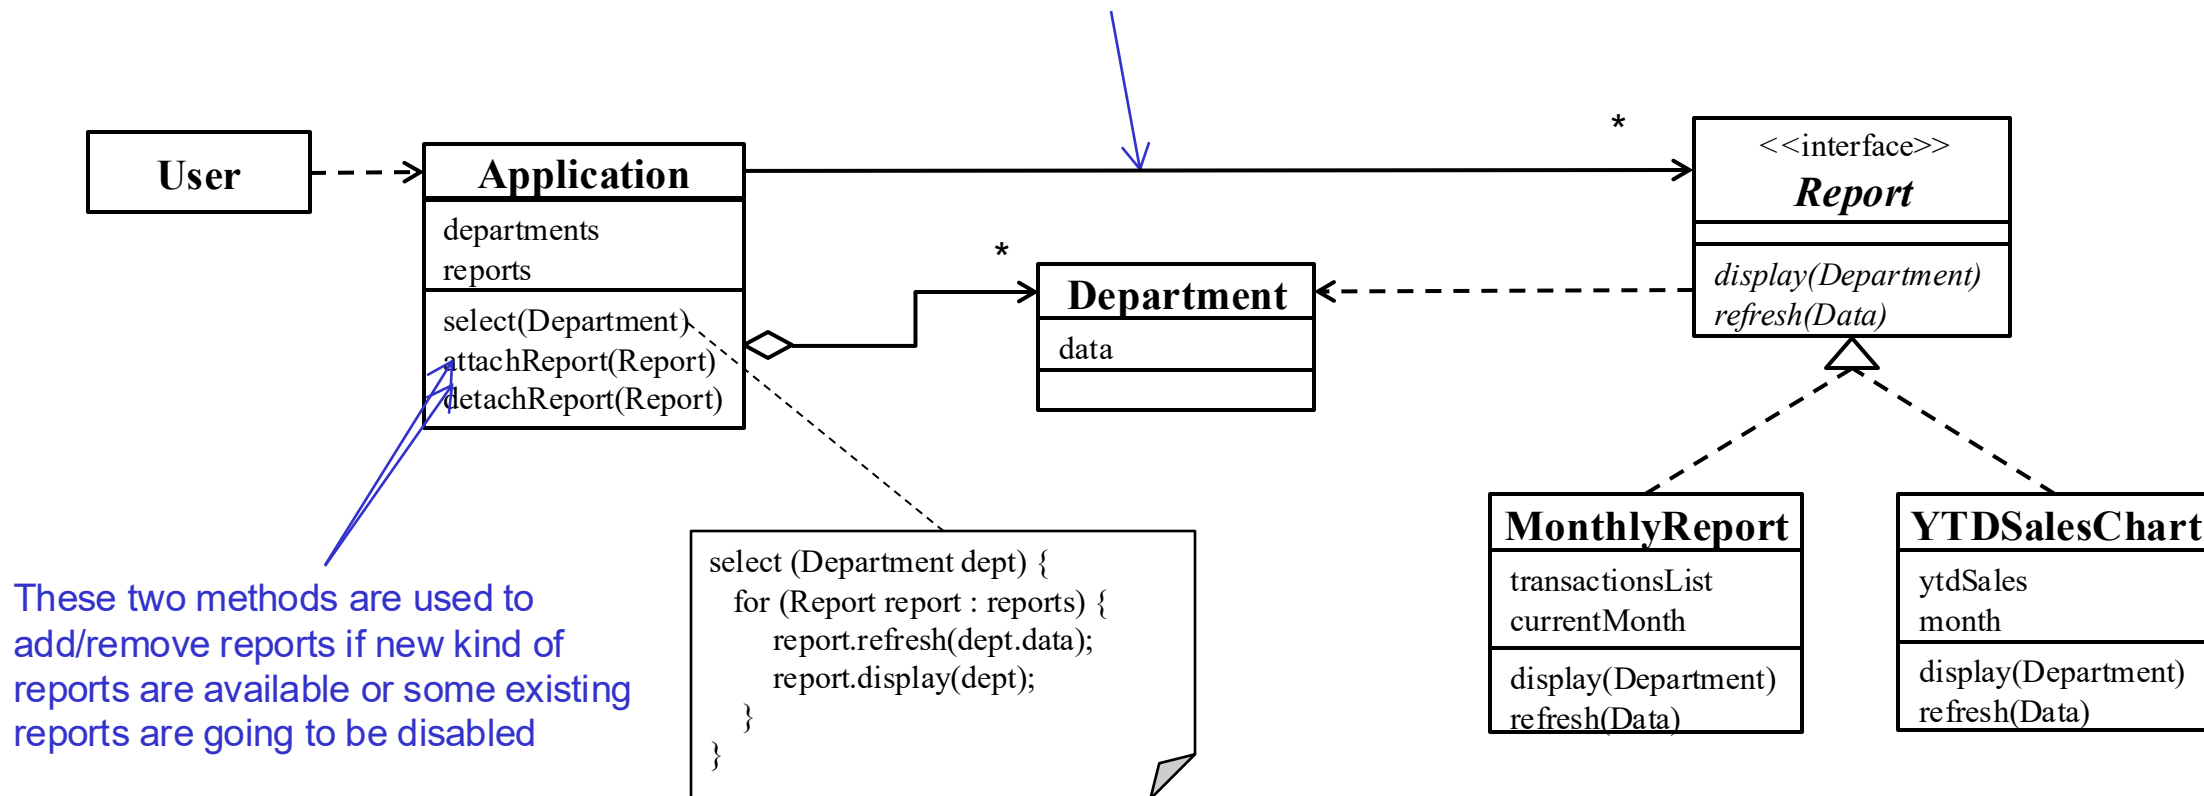 *
User
Application
departments
reports
select(Department)
attachReport(Report)
detachReport(Report)
*
Department
data
<<interface>>
Report
display(Department)
refresh(Data)
MonthlyReport
transactionsList
currentMonth
display(Department)
refresh(Data)
YTDSalesChart
ytdSales
month
display(Department)
refresh(Data)
select (Department dept) {
for (Report report : reports) {
report.refresh(dept.data);
report.display(dept);
}
}
These two methods are used to
add/remove reports if new kind of
reports are available or some existing
reports are going to be disabled